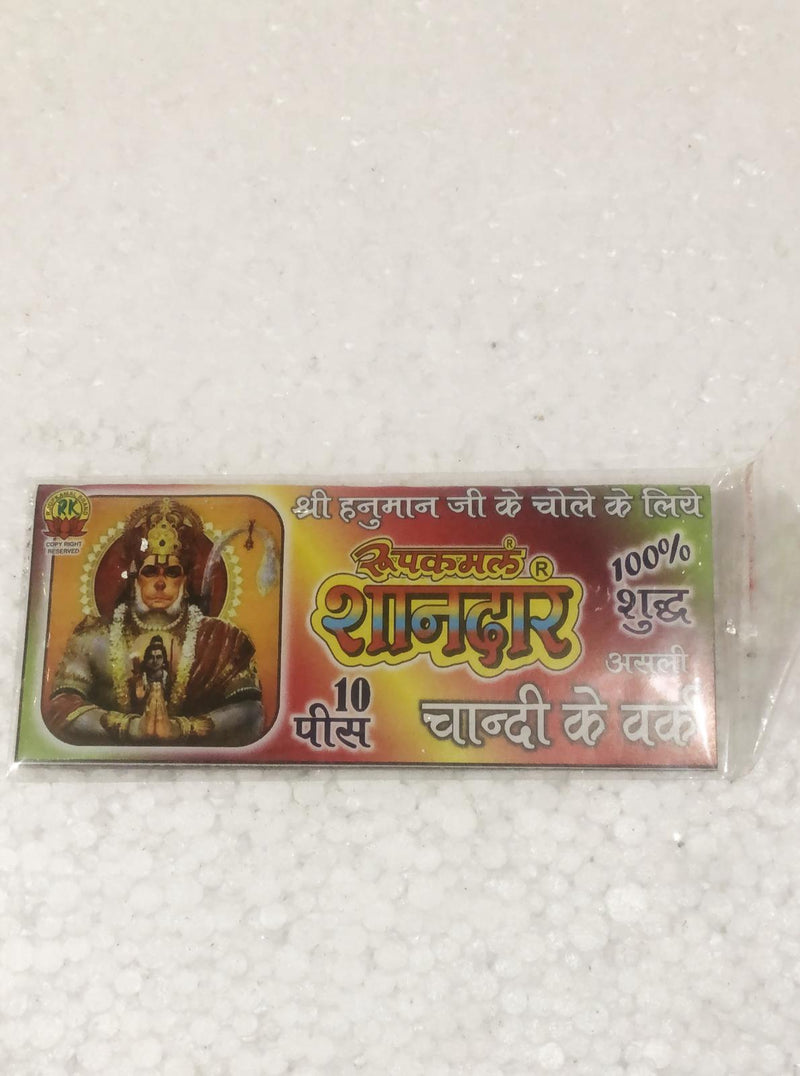 RK
COPY RIGHT
RESERVED
श्री हनुमान जी के चोले के लिये
रूपकमल ®
शानदार ®
100%
शुद्ध
असली
10
पीस
चान्दी के वर्क